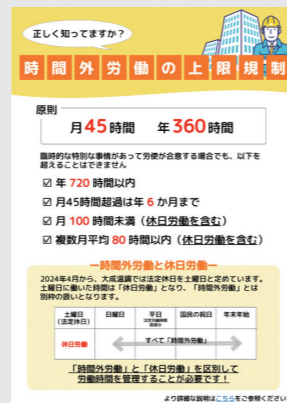 正しく知ってますか?
時間外労働の上限規制
原則
月45時間 年360時間
臨時的な特別な事情があって労使が合意する場合でも、以下を
超えることはできません
☑ 年 720 時間以内
☑ 月45時間超過は年 6 か月まで
☑ 月 100 時間未満(休日労働を含む)
☑ 複数月平均 80 時間以内(休日労働を含む)
ー時間外労働と休日労働ー
2024年4月から、大成温調では法定休日を土曜日と定めています。
土曜日に働いた時間は「休日労働」となり、「時間外労働」とは
別枠の扱いとなります。
土曜日 日曜日 平日 国民の祝日 年末年始
(法定休日)
休日労働 すべて「時間外労働」
「時間外労働」と「休日労働」を区別して
労働時間を管理することが必要です!
より詳細な説明はこちらをご参照ください